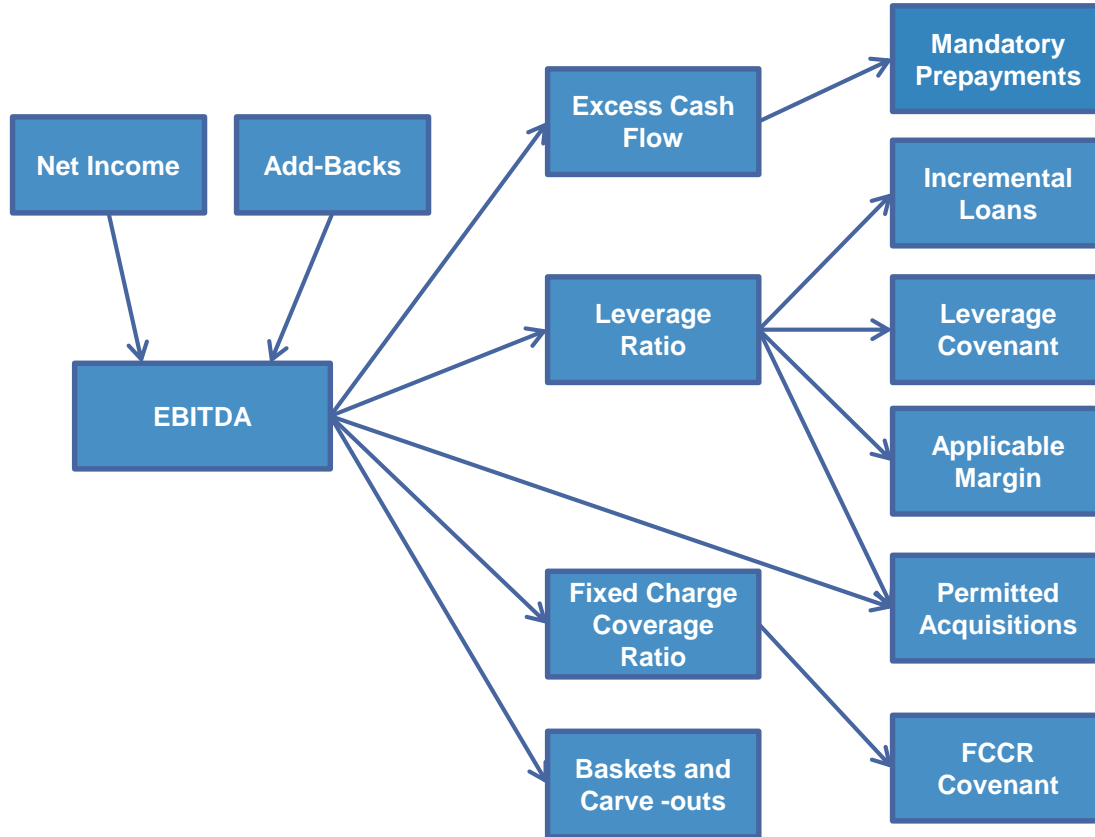 Net Income
Add-Backs
EBITDA
Excess Cash
Flow
Leverage
Ratio
Fixed Charge
Coverage
Ratio
Baskets and
Carve -outs
Mandatory
Prepayments
Incremental
Loans
Leverage
Covenant
Applicable
Margin
Permitted
Acquisitions
FCCR
Covenant